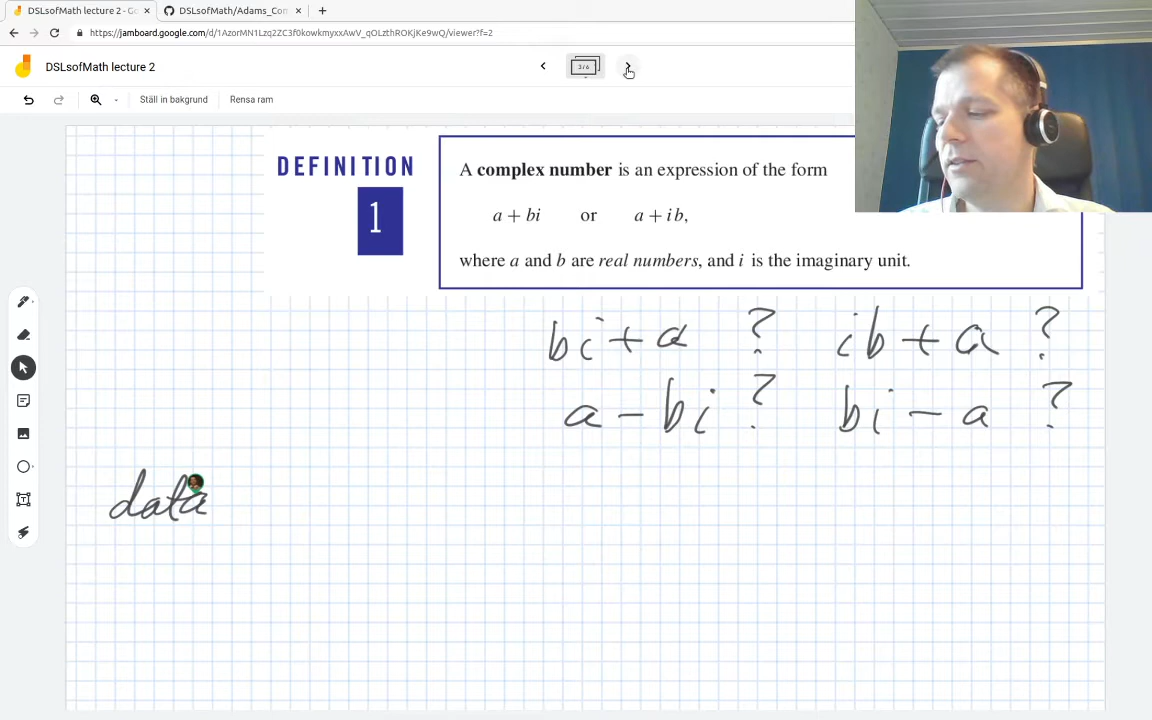 DSLsofMath lecture 2 - Go
DSLsofMath/Adams_Con
https://jamboard.google.com/d/1AzorMN1Lzq2ZC3f0kowkmyxxAwV_qOLzthROKjKe9wQ/viewer?f=2
DSLsofMath lecture 2
3/6
Ställ in bakgrund
Rensa ram
DEFINITION
1
A complex number is an expression of the form
a + bi or a + ib,
where a and b are real numbers, and i is the imaginary unit.
bi + a ? ib + a ?
a - bi ? bi - a ?
data